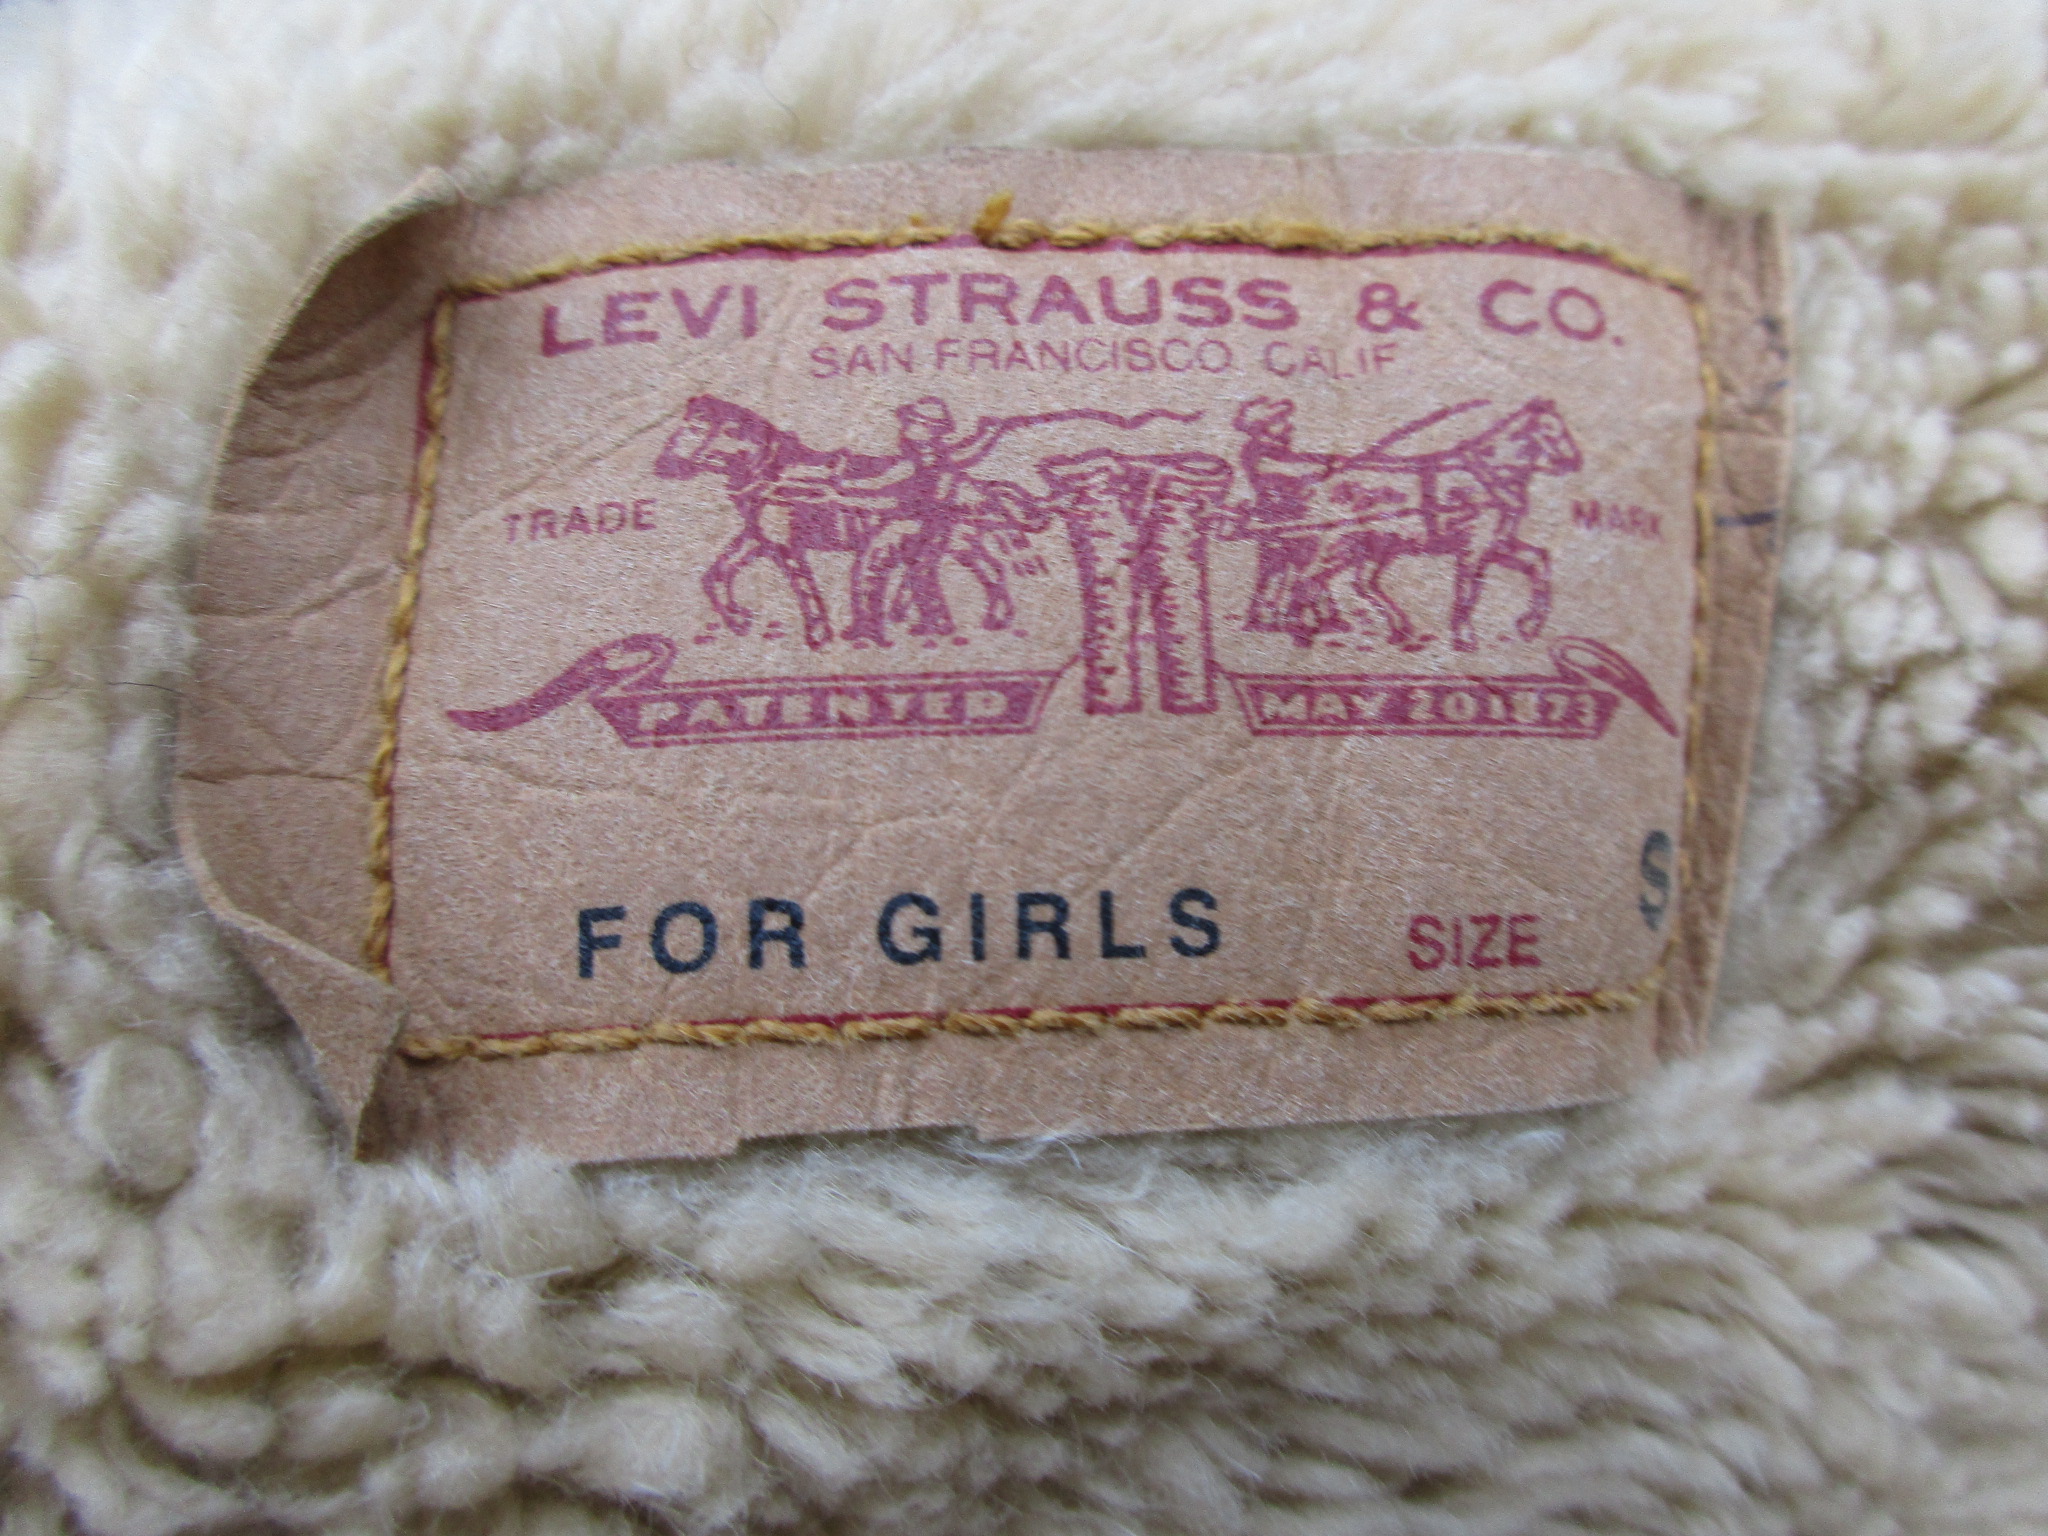 LEVI STRAUSS & CO.
SAN FRANCISCO CALIF.
TRADE MARK
PATENTED MAY 20 1873
FOR GIRLS SIZE S